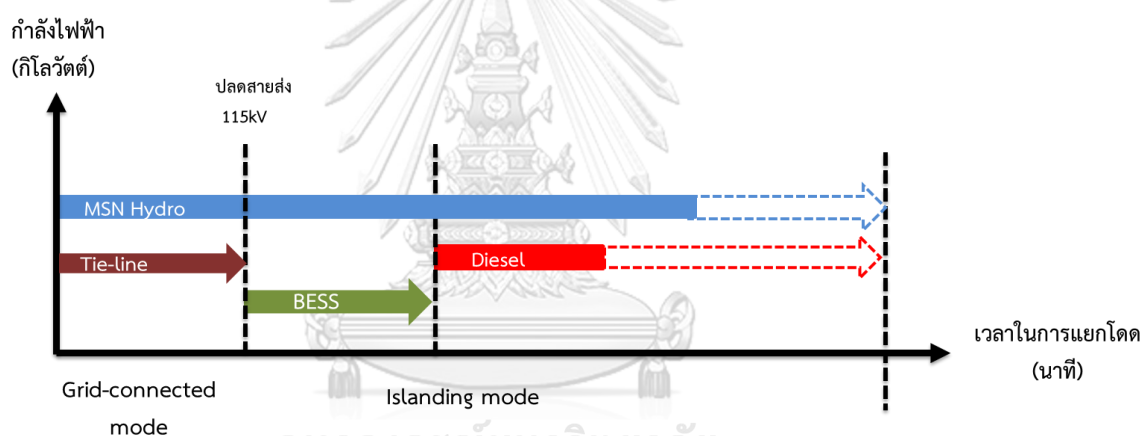 กำลังไฟฟ้า
(กิโลวัตต์)
ปลดสายส่ง
115kV
MSN Hydro
Tie-line
Diesel
BESS
เวลาในการแยกโดด
(นาที)
Grid-connected
mode
Islanding mode